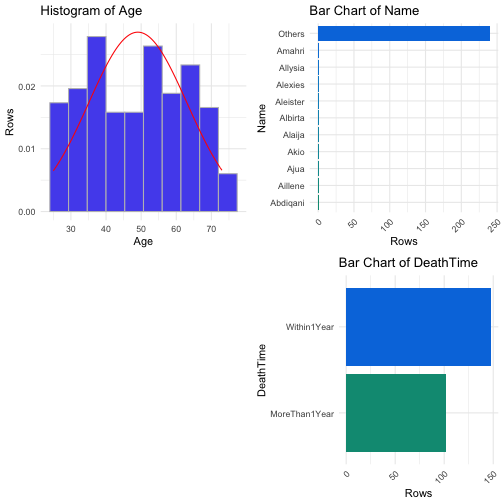 Histogram of Age
Rows
0.02
0.01
0.00
30 40 50 60 70
Age
Bar Chart of Name
Name
Others
Amahri
Allysia
Alexies
Aleister
Albirta
Alaija
Akio
Ajua
Aillene
Abdiqani
0 50 100 150 200 250
Rows
Bar Chart of DeathTime
DeathTime
Within1Year
MoreThan1Year
0 50 100 150
Rows